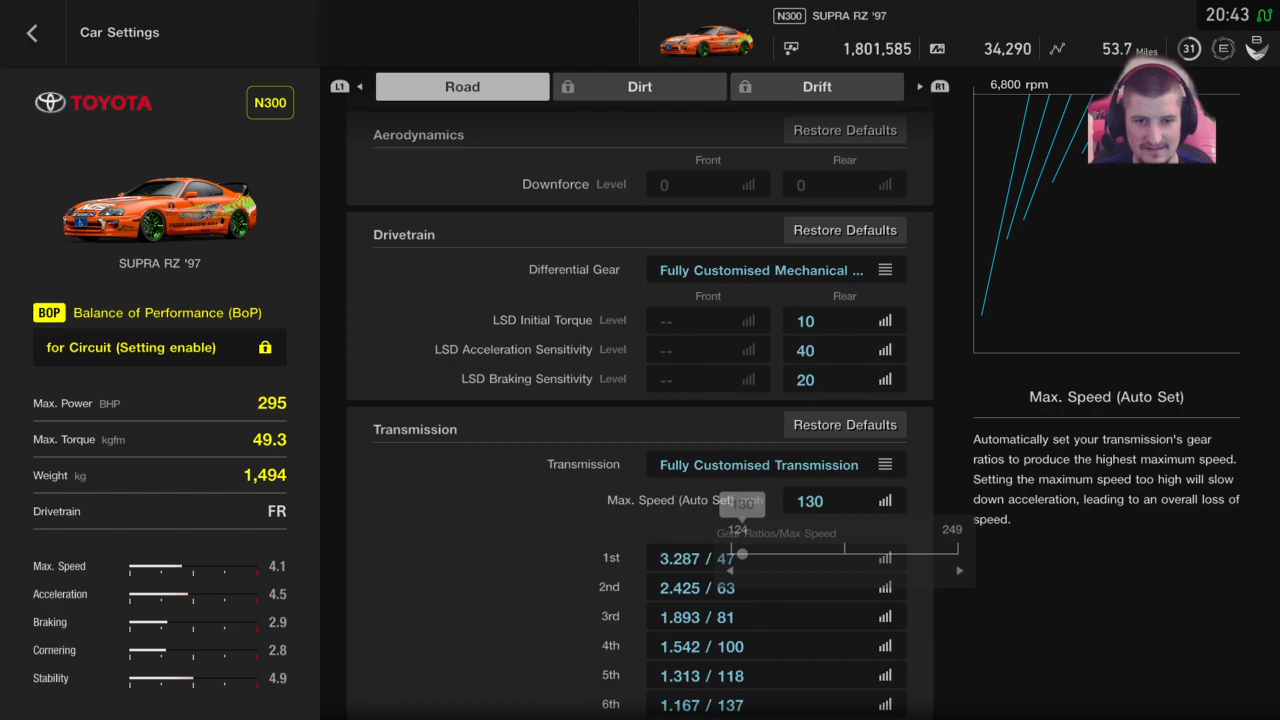 Car Settings
N300 SUPRA RZ '97
1,801,585 34,290 53.7 Miles 31 E B
20:43
TOYOTA
N300
SUPRA RZ '97
BOP Balance of Performance (BoP)
for Circuit (Setting enable)
Max. Power BHP 295
Max. Torque kgfm 49.3
Weight kg 1,494
Drivetrain FR
Max. Speed 4.1
Acceleration 4.5
Braking 2.9
Cornering 2.8
Stability 4.9
L1 Road Dirt Drift R1
Aerodynamics Restore Defaults
Front Rear
Downforce Level 0 0
Drivetrain Restore Defaults
Differential Gear Fully Customised Mechanical ...
Front Rear
LSD Initial Torque Level -- 10
LSD Acceleration Sensitivity Level -- 40
LSD Braking Sensitivity Level -- 20
Transmission Restore Defaults
Transmission Fully Customised Transmission
Max. Speed (Auto Set) mph 130
130
124 249
Gear Ratios/Max Speed
1st 3.287 / 47
2nd 2.425 / 63
3rd 1.893 / 81
4th 1.542 / 100
5th 1.313 / 118
6th 1.167 / 137
6,800 rpm
Max. Speed (Auto Set)
Automatically set your transmission's gear
ratios to produce the highest maximum speed.
Setting the maximum speed too high will slow
down acceleration, leading to an overall loss of
speed.